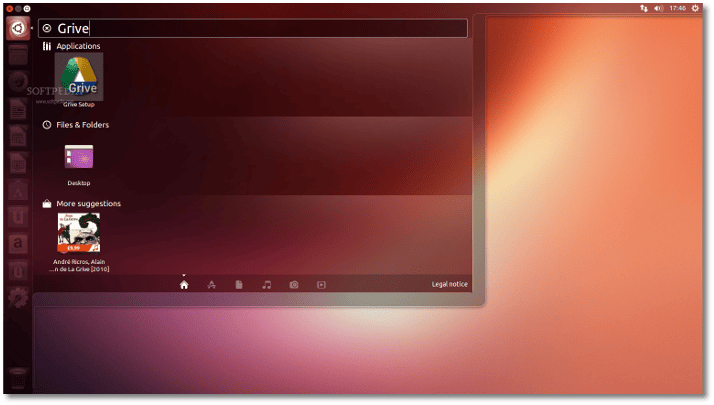 17:46
Grive
Applications
Grive
Grive Setup
SOFTPEDIA
Files & Folders
Desktop
More suggestions
£9.99
André Ricros, Alain
...n de La Grive [2010]
Legal notice